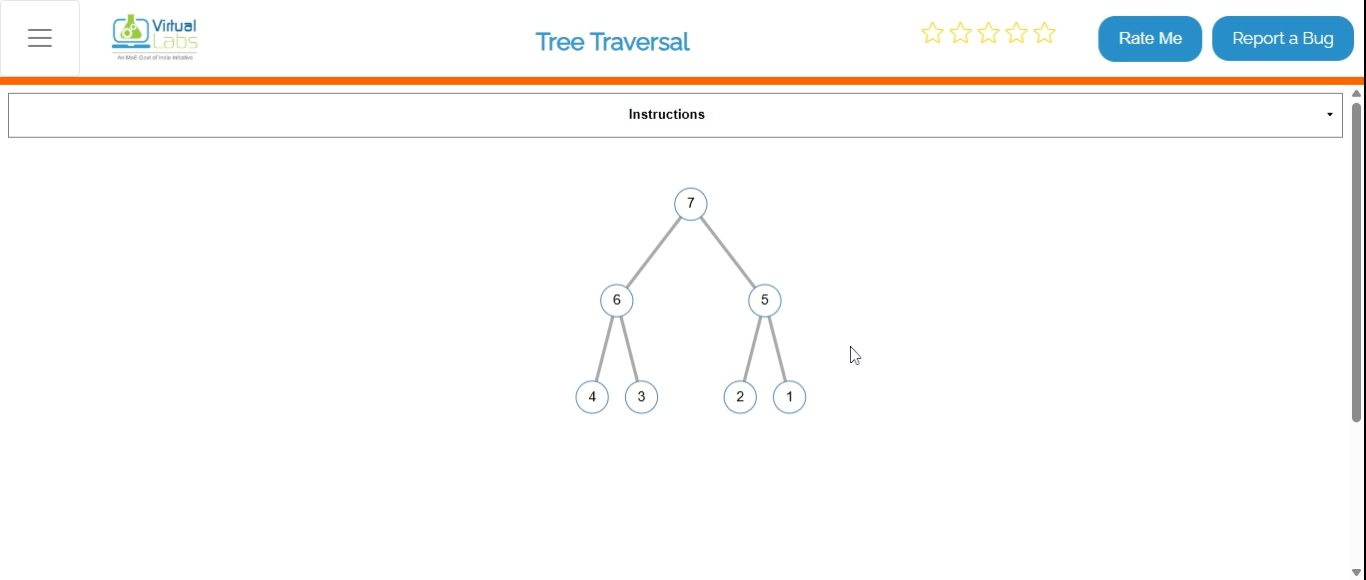 Virtual
Labs
An MoE Govt of India Initiative
Tree Traversal
Rate Me
Report a Bug
Instructions
7
6
5
4
3
2
1